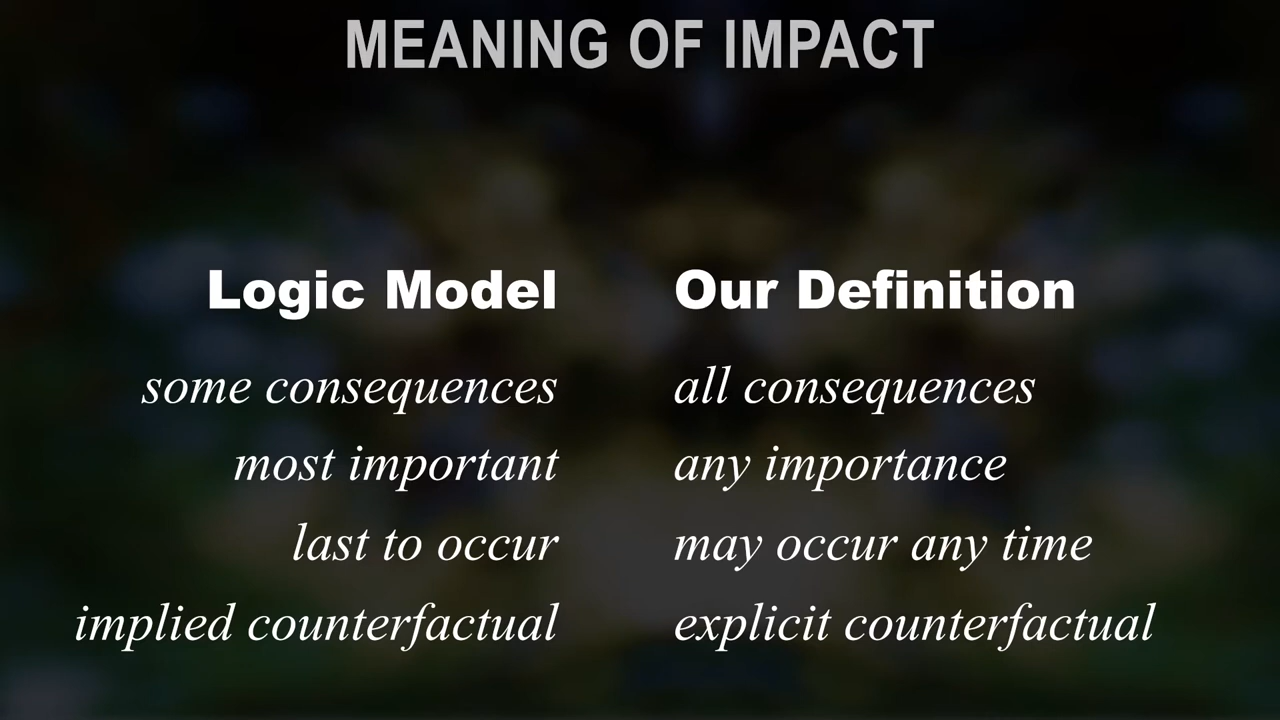 MEANING OF IMPACT
Logic Model
some consequences
most important
last to occur
implied counterfactual
Our Definition
all consequences
any importance
may occur any time
explicit counterfactual